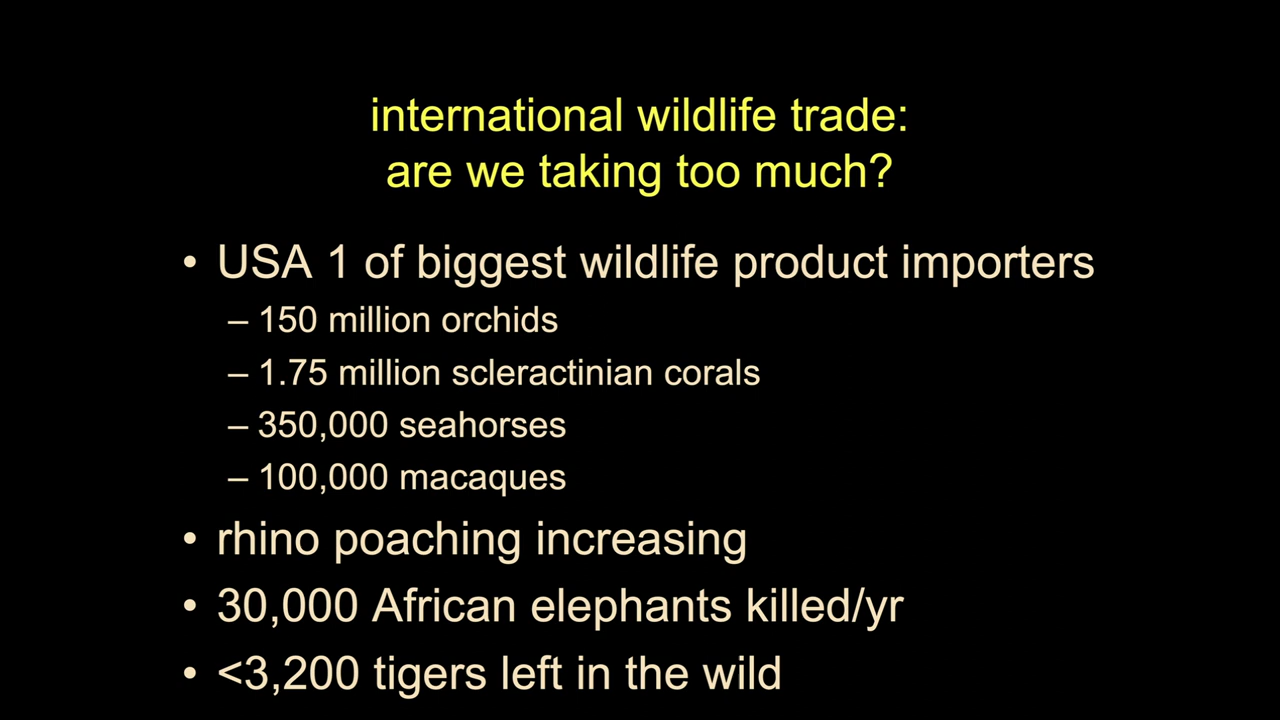 international wildlife trade:
are we taking too much?
• USA 1 of biggest wildlife product importers
– 150 million orchids
– 1.75 million scleractinian corals
– 350,000 seahorses
– 100,000 macaques
• rhino poaching increasing
• 30,000 African elephants killed/yr
• <3,200 tigers left in the wild